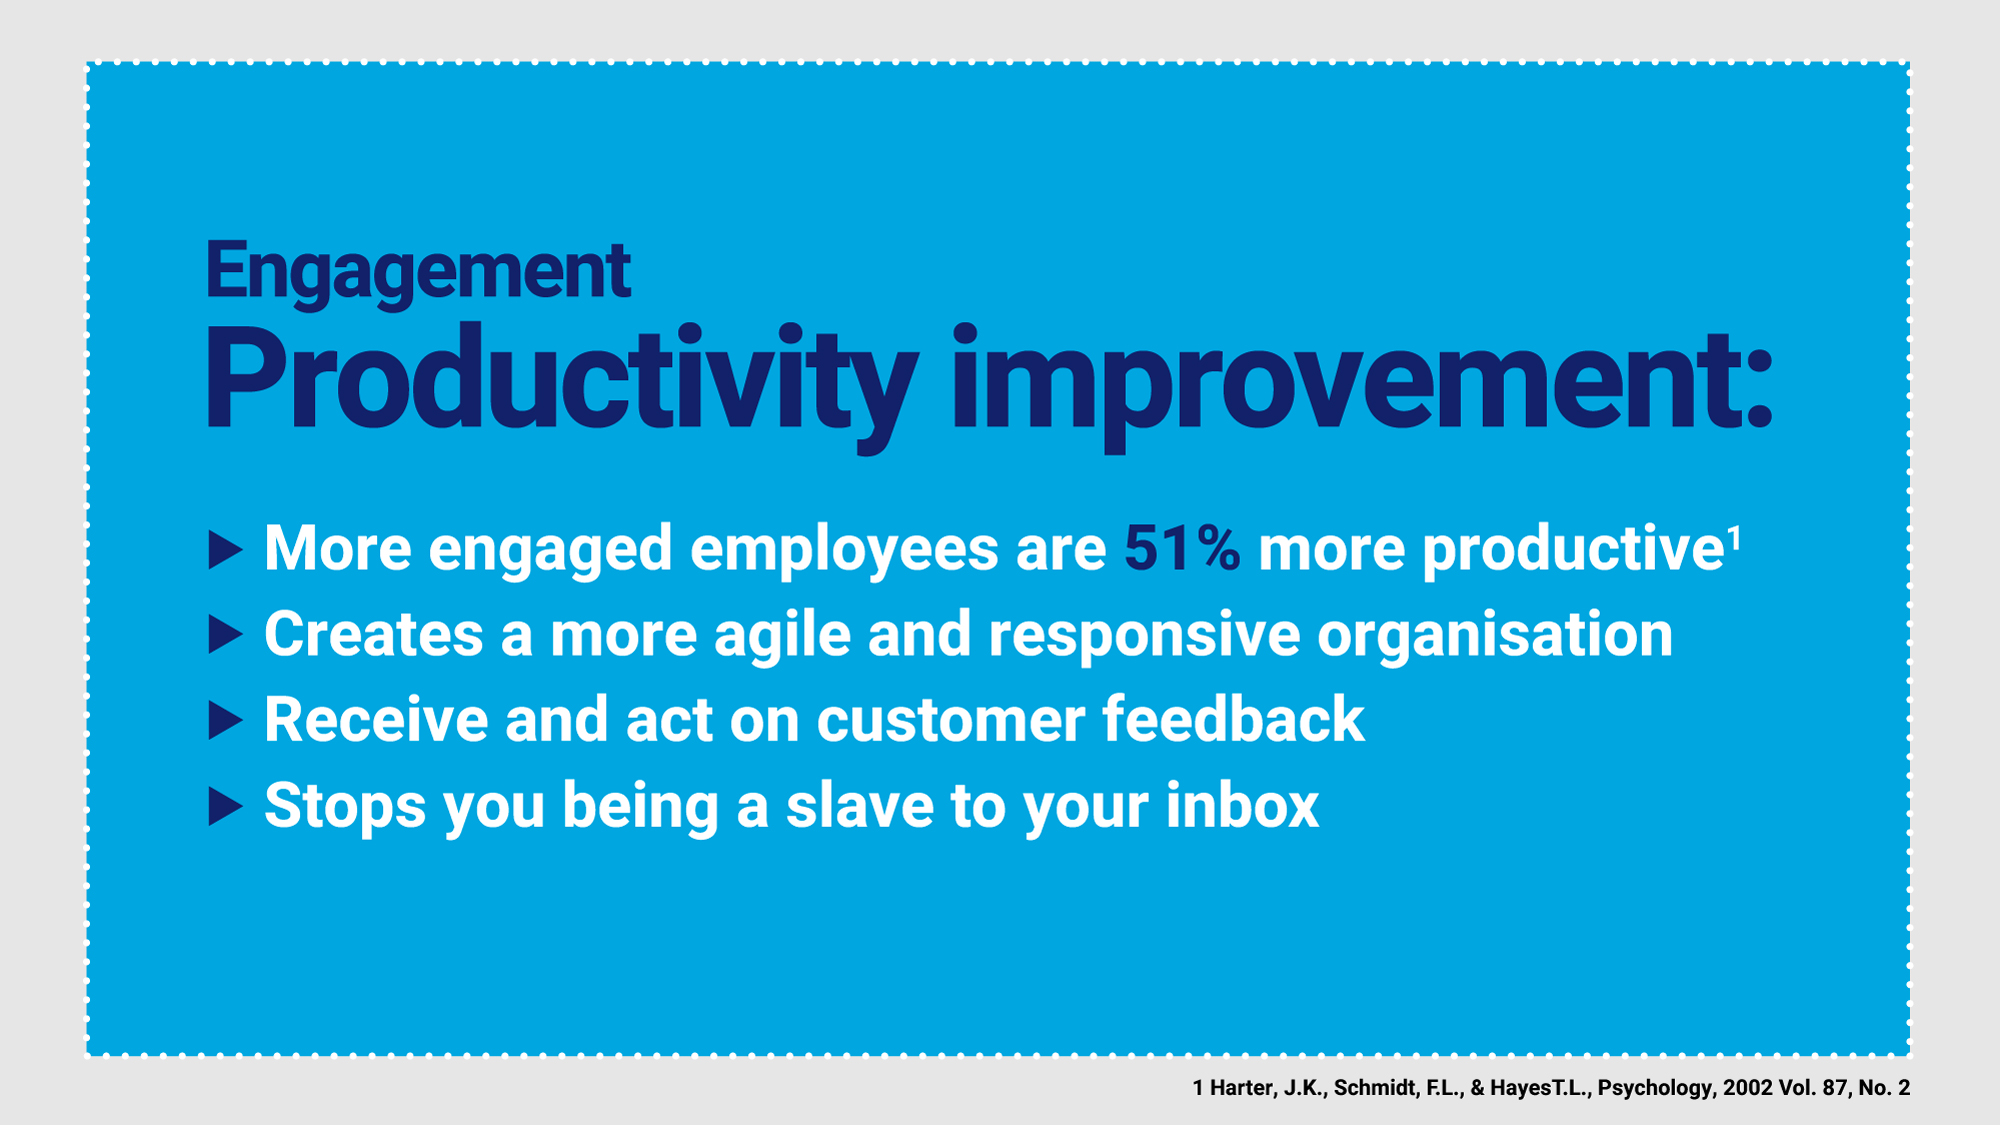 Engagement
Productivity improvement:
▶ More engaged employees are 51% more productive¹
▶ Creates a more agile and responsive organisation
▶ Receive and act on customer feedback
▶ Stops you being a slave to your inbox
1 Harter, J.K., Schmidt, F.L., & HayesT.L., Psychology, 2002 Vol. 87, No. 2